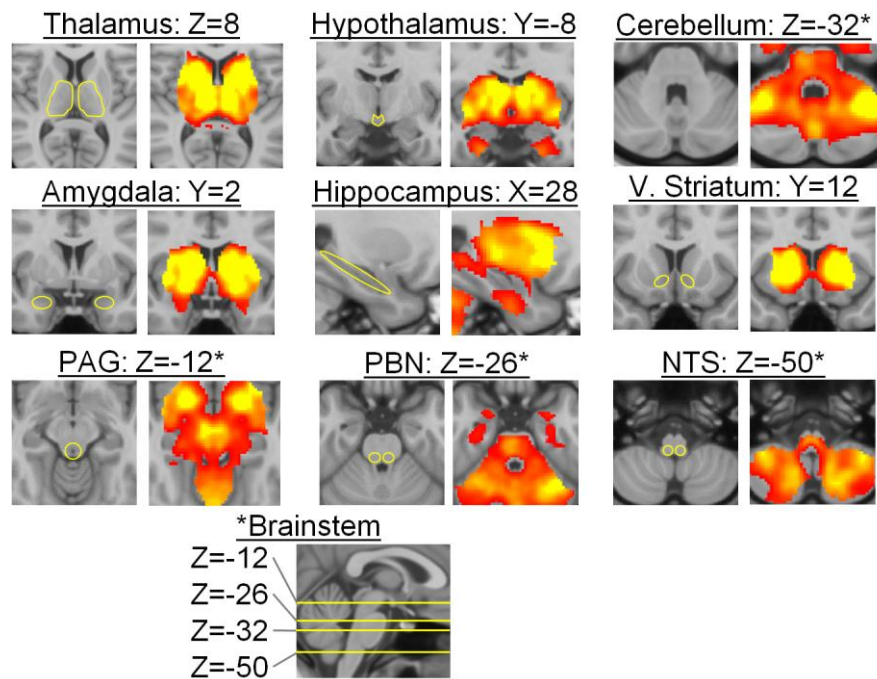 Thalamus: Z=8
Hypothalamus: Y=-8
Cerebellum: Z=-32*
Amygdala: Y=2
Hippocampus: X=28
V. Striatum: Y=12
PAG: Z=-12*
PBN: Z=-26*
NTS: Z=-50*
*Brainstem
Z=-12
Z=-26
Z=-32
Z=-50